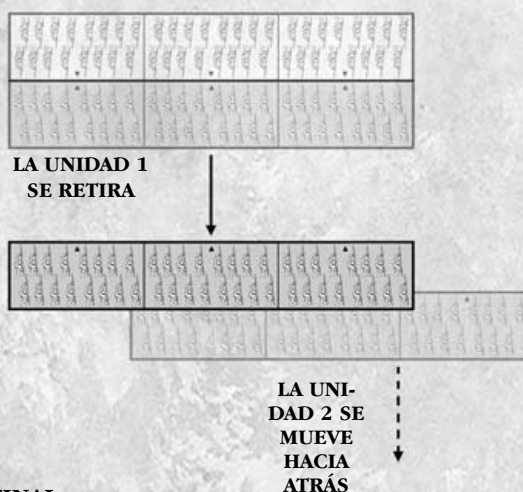 LA UNIDAD 1
SE RETIRA
LA UNI-
DAD 2 SE
MUEVE
HACIA
ATRÁS